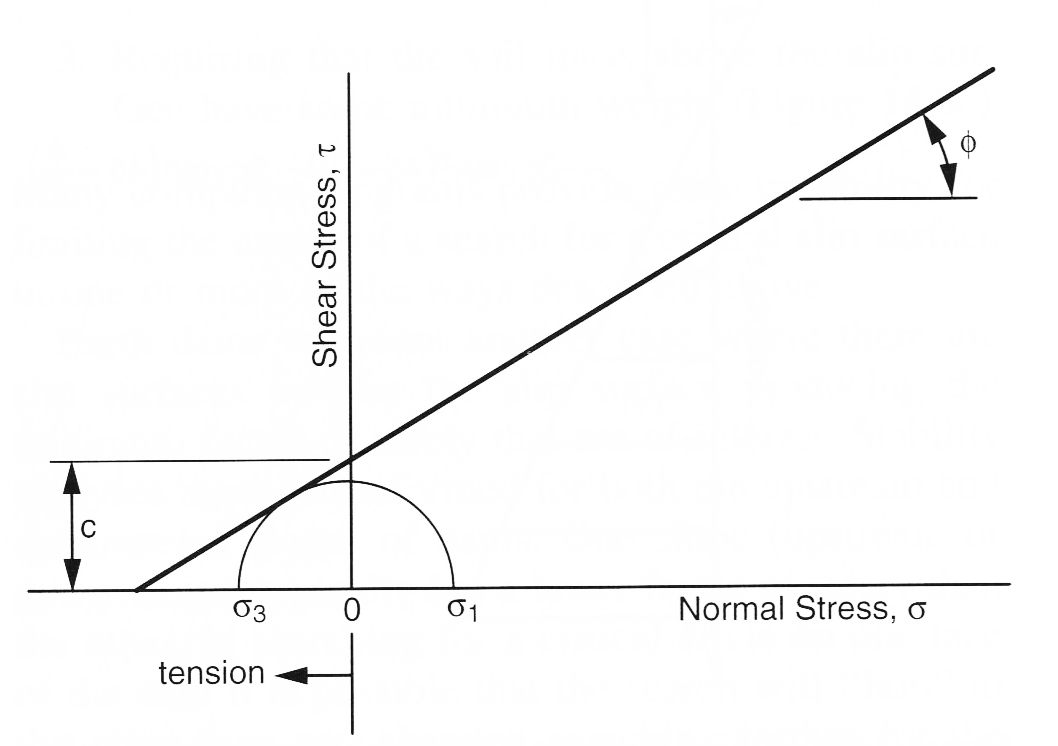 Shear Stress, τ
ϕ
c
σ3
0
σ1
Normal Stress, σ
tension